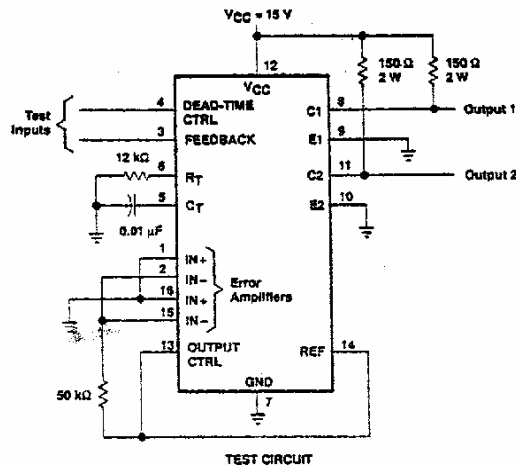 VCC = 15 V
12
VCC
150 Ω
2 W
150 Ω
2 W
Test
Inputs
4
DEAD-TIME
CTRL
3
FEEDBACK
C1
8
Output 1
E1
9
12 kΩ
6
RT
C2
11
Output 2
5
CT
E2
10
0.01 µF
1
IN+
2
IN−
16
IN+
15
IN−
Error
Amplifiers
13
OUTPUT
CTRL
REF
14
50 kΩ
GND
7
TEST CIRCUIT